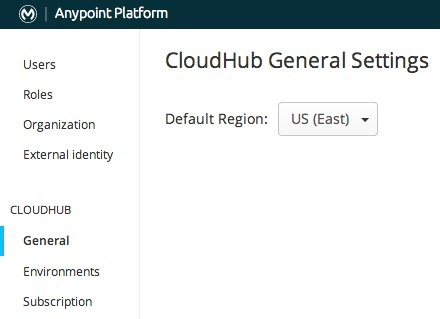 Anypoint Platform
Users
Roles
Organization
External identity
CLOUDHUB
General
Environments
Subscription
CloudHub General Settings
Default Region: US (East)